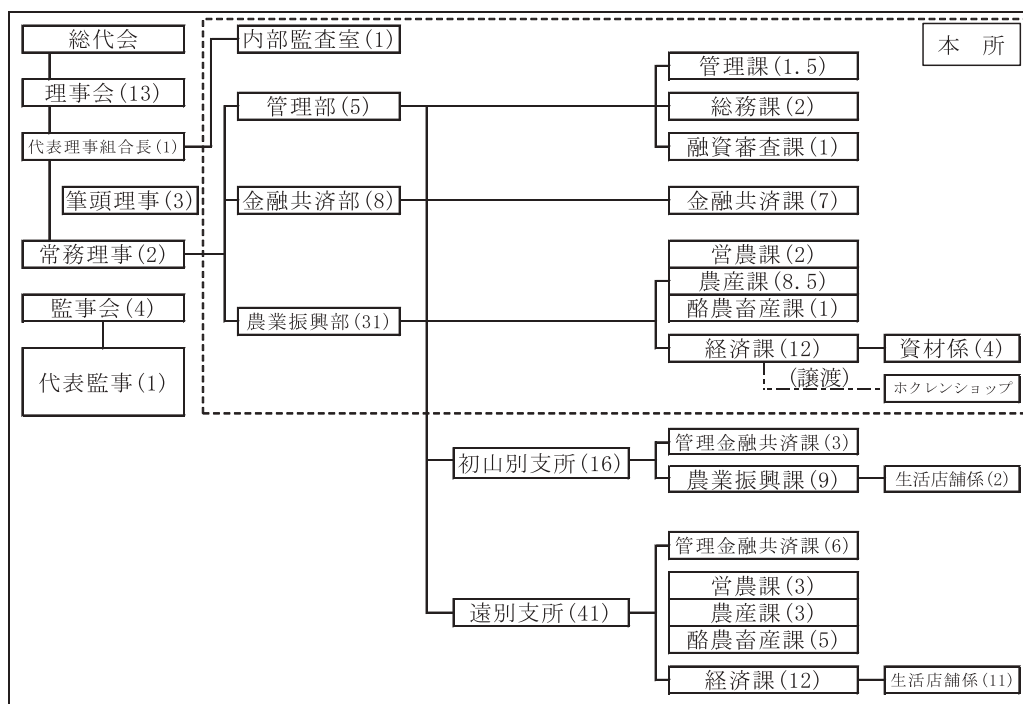 総代会
理事会(13)
代表理事組合長(1)
筆頭理事(3)
常務理事(2)
監事会(4)
代表監事(1)
本　所
内部監査室(1)
管理部(5)
管理課(1.5)
総務課(2)
融資審査課(1)
金融共済部(8)
金融共済課(7)
農業振興部(31)
営農課(2)
農産課(8.5)
酪農畜産課(1)
経済課(12)
資材係(4)
(譲渡)
ホクレンショップ
初山別支所(16)
管理金融共済課(3)
農業振興課(9)
生活店舗係(2)
遠別支所(41)
管理金融共済課(6)
営農課(3)
農産課(3)
酪農畜産課(5)
経済課(12)
生活店舗係(11)